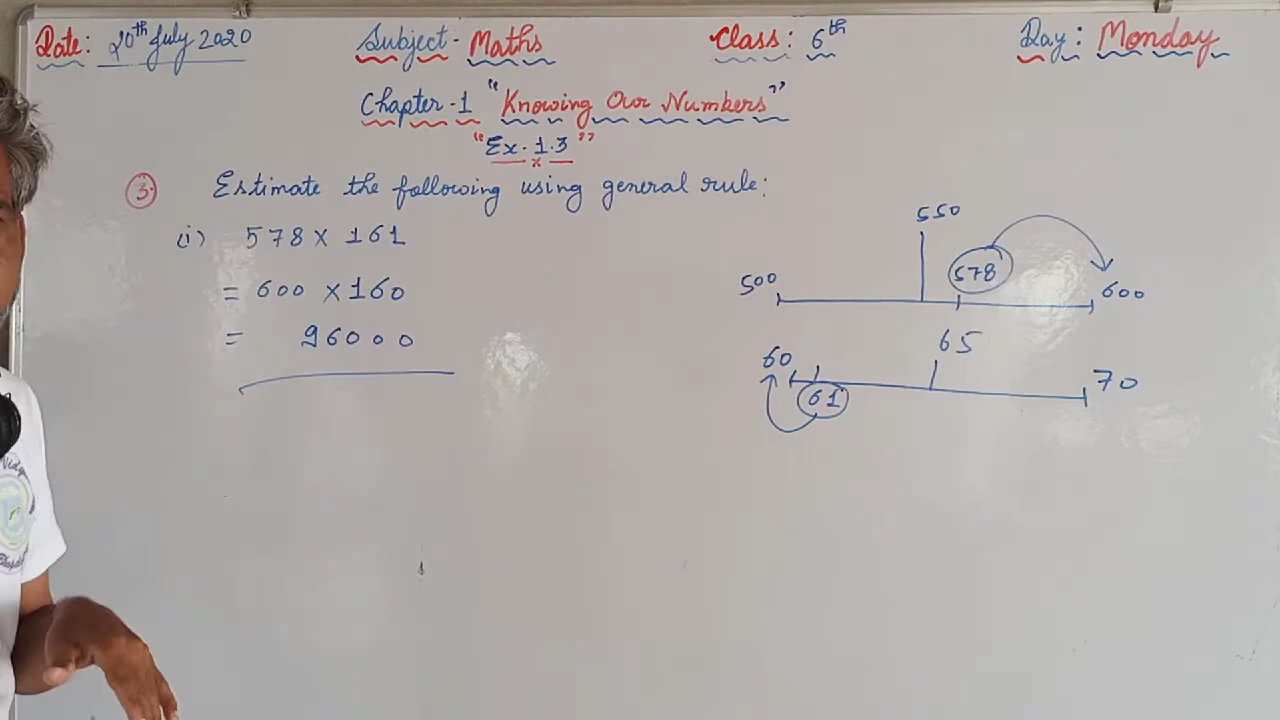 Date: 20th July 2020 Subject - Maths Class: 6th Day: Monday
Chapter-1 "Knowing Our Numbers"
"Ex. 1.3"
x
3 Estimate the following using general rule:
(i) 578 x 161
= 600 x 160
= 96000
550
578
500 600
65
60 70
61
Vidy